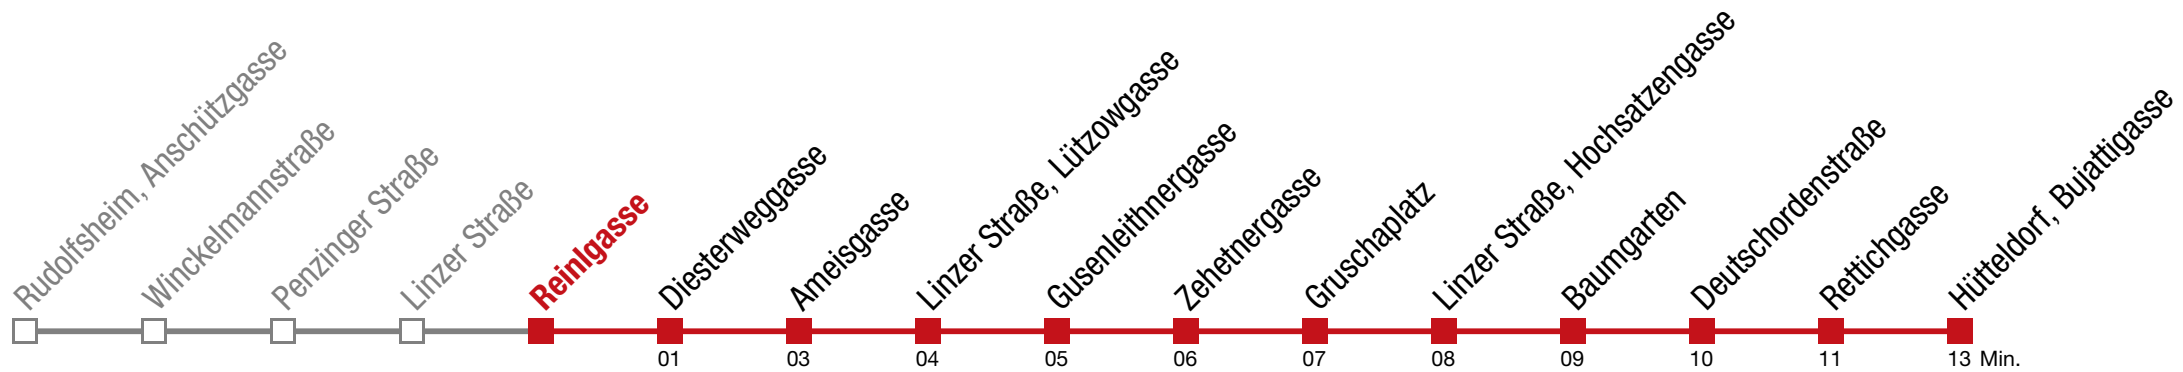 Rudolfsheim, Anschützgasse
Winckelmannstraße
Penzinger Straße
Linzer Straße
Reinlgasse
Diesterweggasse
Ameisgasse
Linzer Straße, Lützowgasse
Gusenleithnergasse
Zehetnergasse
Gruschaplatz
Linzer Straße, Hochsatzengasse
Baumgarten
Deutschordenstraße
Rettichgasse
Hütteldorf, Bujattigasse
01 03 04 05 06 07 08 09 10 11 13 Min.